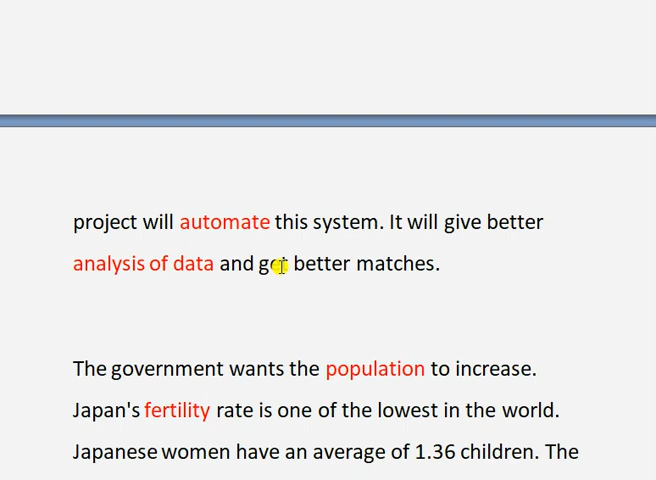 project will automate this system. It will give better
analysis of data and get better matches.
The government wants the population to increase.
Japan's fertility rate is one of the lowest in the world.
Japanese women have an average of 1.36 children. The